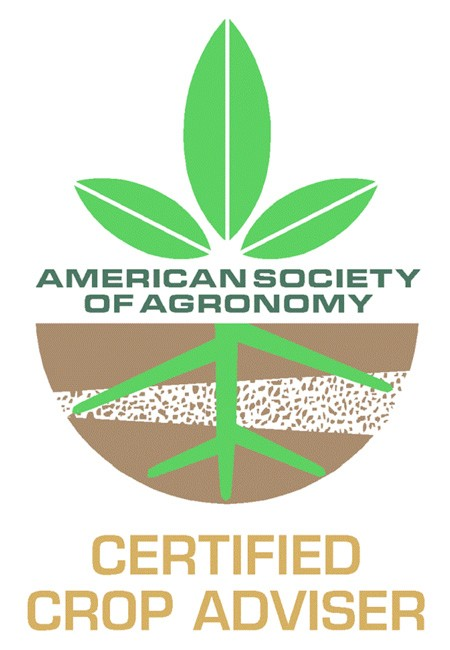 AMERICAN SOCIETY
OF AGRONOMY
CERTIFIED
CROP ADVISER